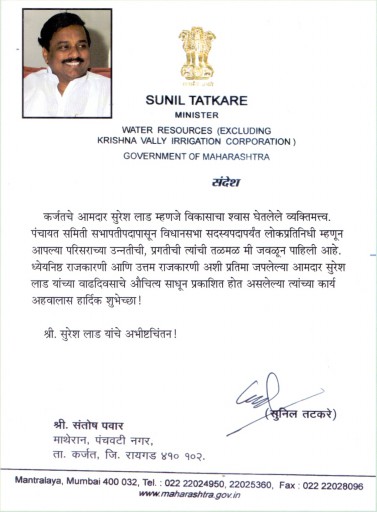 SUNIL TATKARE
MINISTER
WATER RESOURCES (EXCLUDING
KRISHNA VALLY IRRIGATION CORPORATION )
GOVERNMENT OF MAHARASHTRA
संदेश
कर्जतचे आमदार सुरेश लाड म्हणजे विकासाचा श्वास घेतलेले व्यक्तिमत्त्व.
पंचायत समिती सभापतीपदापासून विधानसभा सदस्यपदापर्यंत लोकप्रतिनिधी म्हणून
आपल्या परिसराच्या उन्नतीची, प्रगतीची त्यांची तळमळ मी जवळून पाहिली आहे.
ध्येयनिष्ठ राजकारणी आणि उत्तम राजकारणी अशी प्रतिमा जपलेल्या आमदार सुरेश
लाड यांच्या वाढदिवसाचे औचित्य साधून प्रकाशित होत असलेल्या त्यांच्या कार्य
अहवालास हार्दिक शुभेच्छा!
श्री. सुरेश लाड यांचे अभीष्टचिंतन!
(सुनिल तटकरे)
श्री. संतोष पवार
माथेरान, पंचवटी नगर,
ता. कर्जत, जि. रायगड ४१० १०२.
Mantralaya, Mumbai 400 032, Tel. : 022 22024950, 22025360, Fax : 022 22028096
www.maharashtra.gov.in